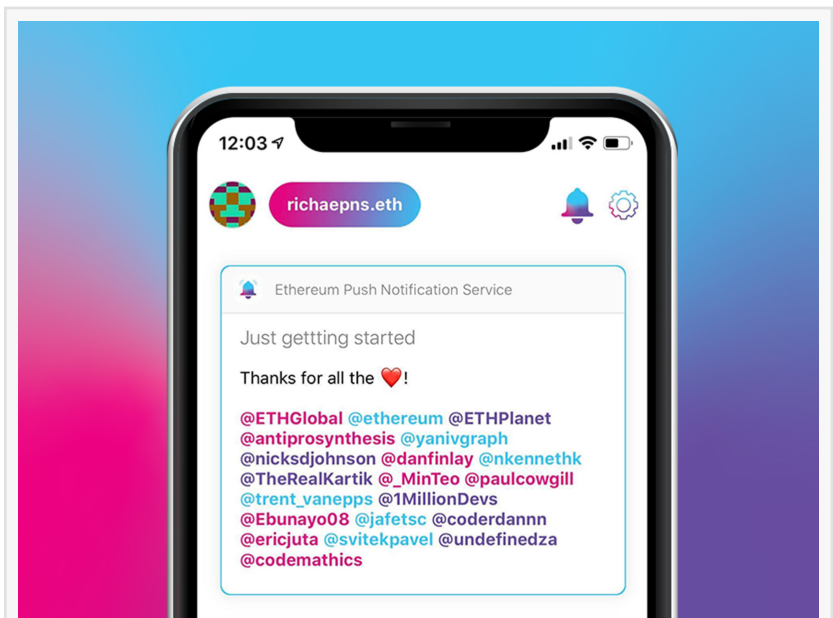 12:03
richaepns.eth
Ethereum Push Notification Service
Just gettting started
Thanks for all the ❤️!
@ETHGlobal @ethereum @ETHPlanet
@antiprosynthesis @yanivgraph
@nicksdjohnson @danfinlay @nkennethk
@TheRealKartik @_MinTeo @paulcowgill
@trent_vanepps @1MillionDevs
@Ebunayo08 @jafetsc @coderdannn
@ericjuta @svitekpavel @undefinedza
@codemathics